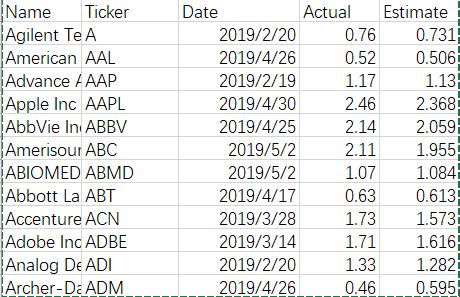 Name Ticker Date Actual Estimate
Agilent Te A 2019/2/20 0.76 0.731
American AAL 2019/4/26 0.52 0.506
Advance A AAP 2019/2/19 1.17 1.13
Apple Inc AAPL 2019/4/30 2.46 2.368
AbbVie In ABBV 2019/4/25 2.14 2.059
Amerisour ABC 2019/5/2 2.11 1.955
ABIOMED ABMD 2019/5/2 1.07 1.084
Abbott La ABT 2019/4/17 0.63 0.613
Accenture ACN 2019/3/28 1.73 1.573
Adobe Inc ADBE 2019/3/14 1.71 1.616
Analog De ADI 2019/2/20 1.33 1.282
Archer-Da ADM 2019/4/26 0.46 0.595